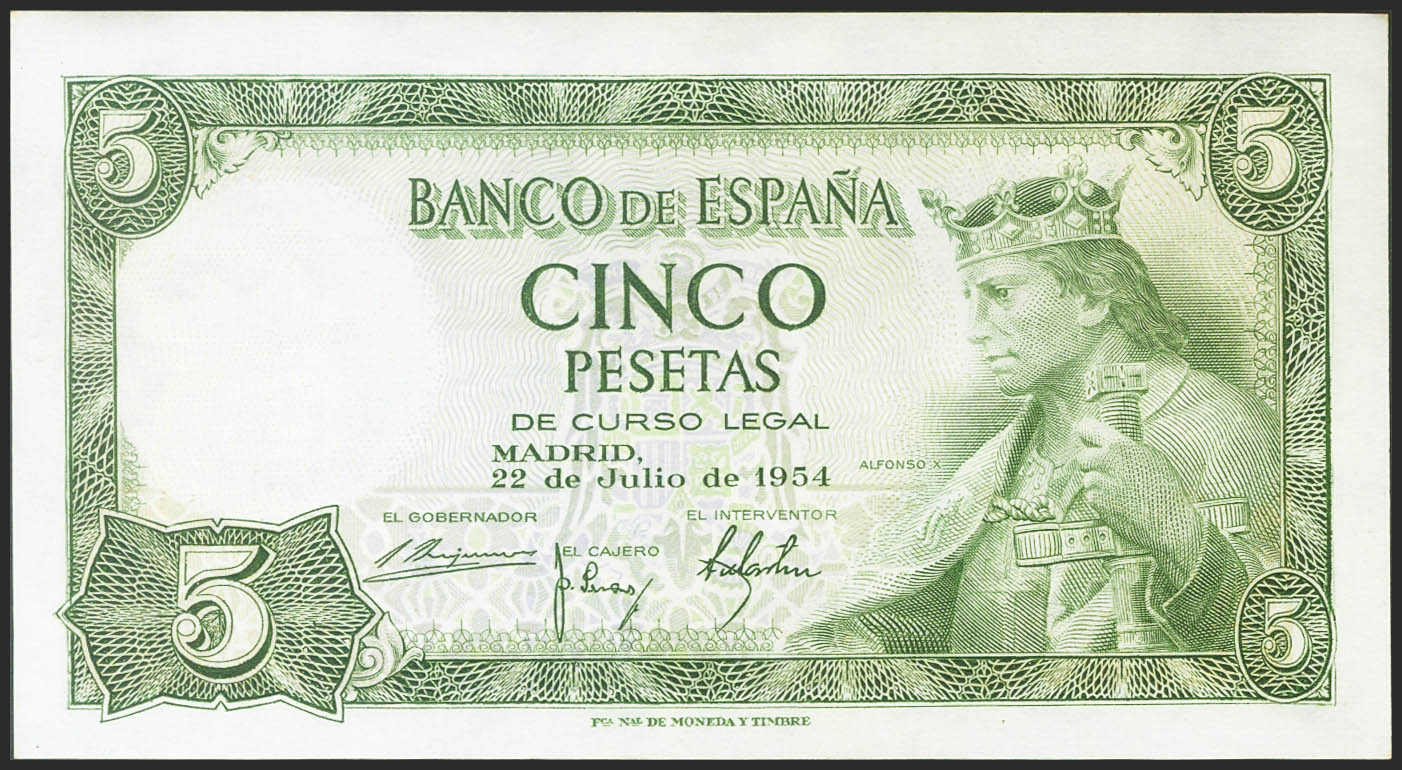 5
5
BANCO DE ESPAÑA
CINCO
PESETAS
DE CURSO LEGAL
MADRID,
22 de Julio de 1954
ALFONSO X
EL GOBERNADOR
EL INTERVENTOR
EL CAJERO
5
5
Fca Nal DE MONEDA Y TIMBRE